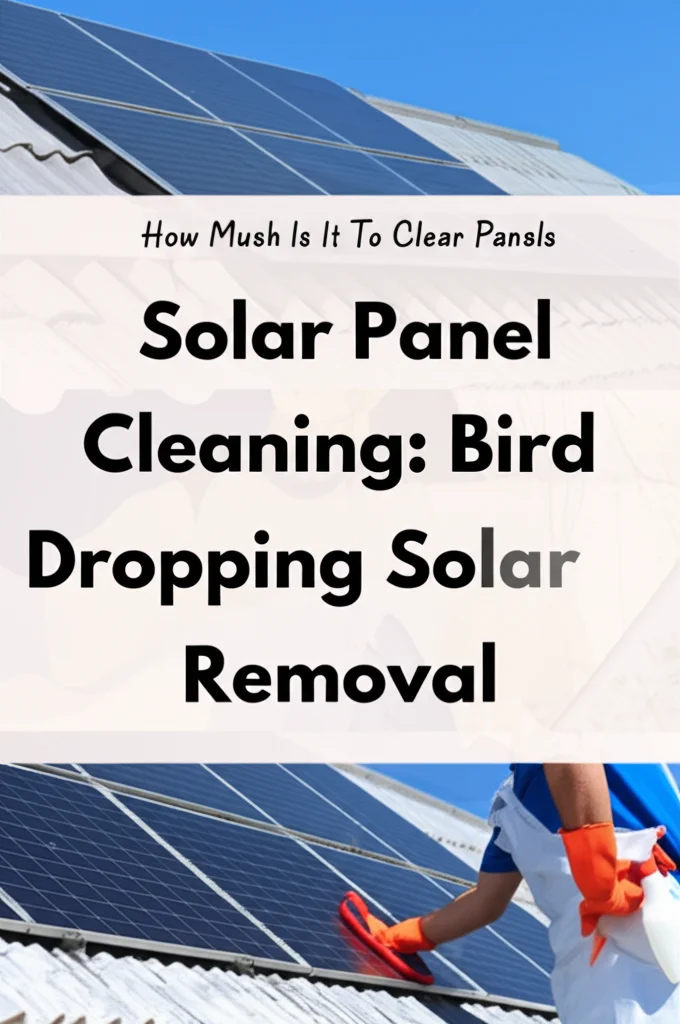 How Mush Is It To Clear Pansls
Solar Panel
Cleaning: Bird
Dropping Solar
Removal